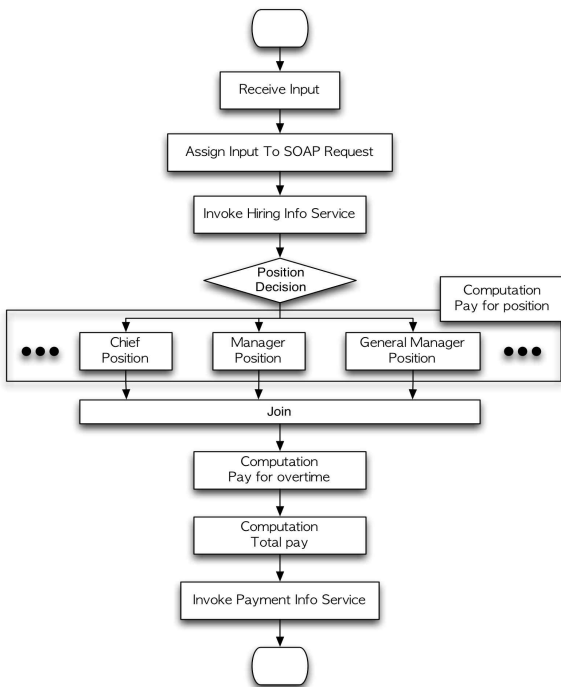 Receive Input
Assign Input To SOAP Request
Invoke Hiring Info Service
Position
Decision
Computation
Pay for position
Chief
Position
Manager
Position
General Manager
Position
Join
Computation
Pay for overtime
Computation
Total pay
Invoke Payment Info Service